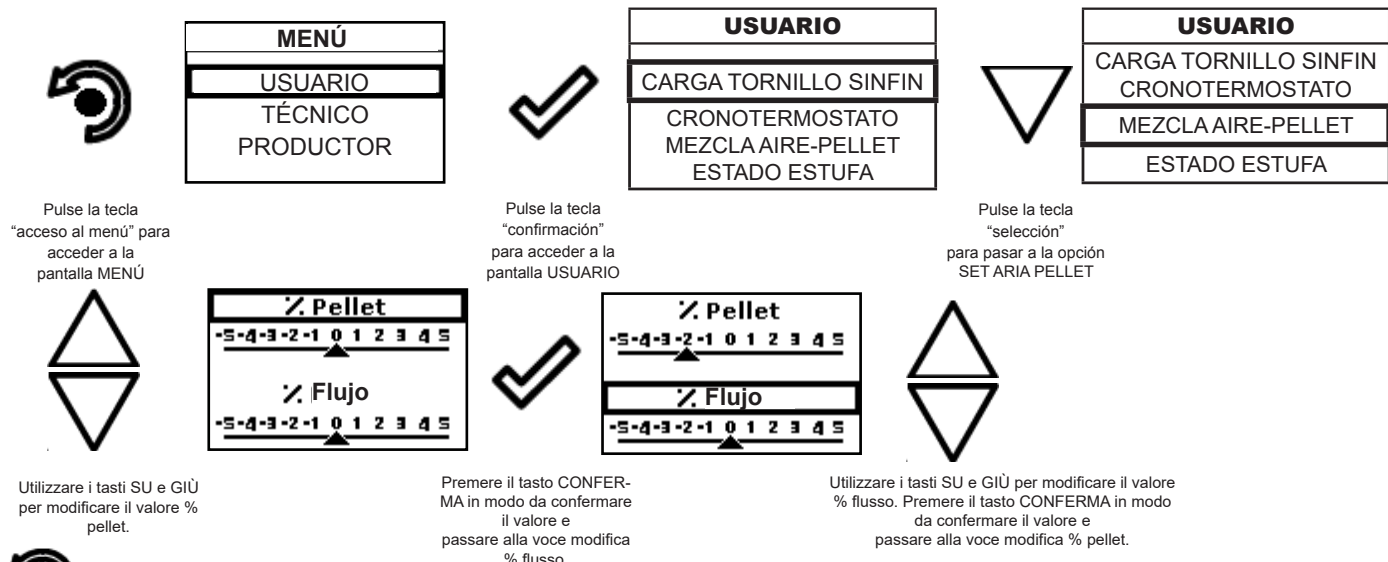 MENÚ
USUARIO
TÉCNICO
PRODUCTOR
USUARIO
CARGA TORNILLO SINFIN
CRONOTERMOSTATO
MEZCLA AIRE-PELLET
ESTADO ESTUFA
USUARIO
CARGA TORNILLO SINFIN
CRONOTERMOSTATO
MEZCLA AIRE-PELLET
ESTADO ESTUFA
Pulse la tecla
“acceso al menú” para
acceder a la
pantalla MENÚ
Pulse la tecla
“confirmación”
para acceder a la
pantalla USUARIO
Pulse la tecla
“selección”
para pasar a la opción
SET ARIA PELLET
% Pellet
-5-4-3-2-1 0 1 2 3 4 5
% Flujo
-5-4-3-2-1 0 1 2 3 4 5
% Pellet
-5-4-3-2-1 0 1 2 3 4 5
% Flujo
-5-4-3-2-1 0 1 2 3 4 5
Utilizzare i tasti SU e GIÙ
per modificare il valore %
pellet.
Premere il tasto CONFER-
MA in modo da confermare
il valore e
passare alla voce modifica
% flusso.
Utilizzare i tasti SU e GIÙ per modificare il valore
% flusso. Premere il tasto CONFERMA in modo
da confermare il valore e
passare alla voce modifica % pellet.